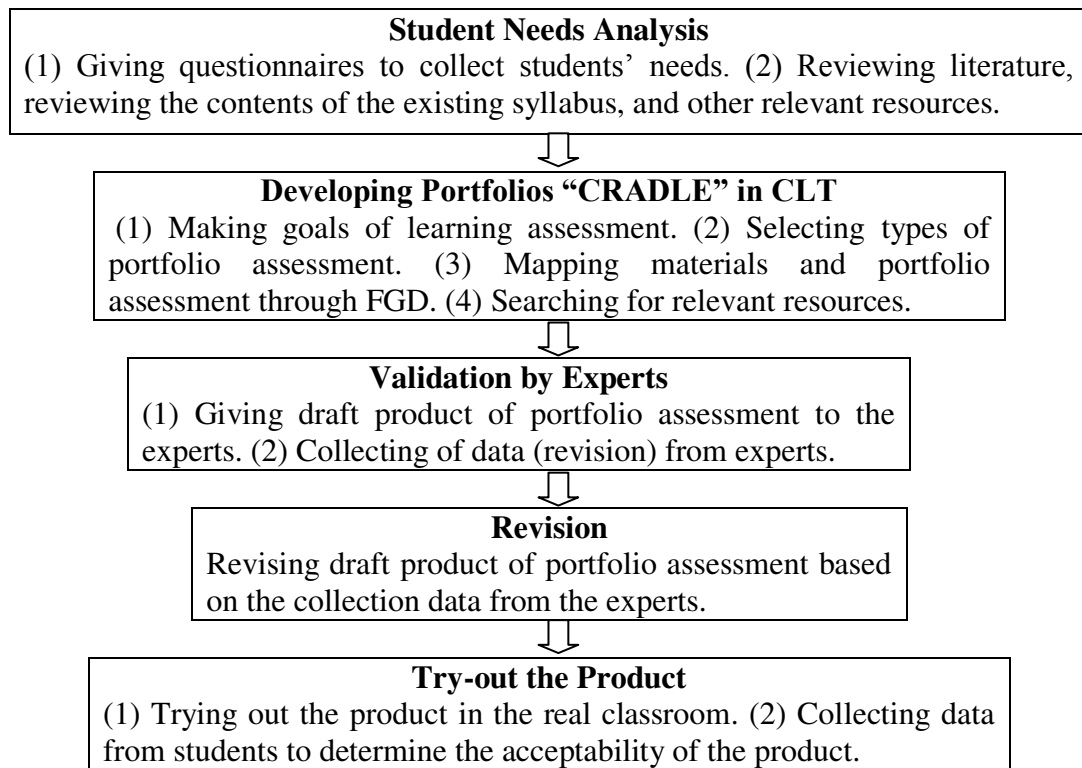 Student Needs Analysis
(1) Giving questionnaires to collect students’ needs. (2) Reviewing literature,
reviewing the contents of the existing syllabus, and other relevant resources.
Developing Portfolios “CRADLE” in CLT
(1) Making goals of learning assessment. (2) Selecting types of
portfolio assessment. (3) Mapping materials and portfolio
assessment through FGD. (4) Searching for relevant resources.
Validation by Experts
(1) Giving draft product of portfolio assessment to the
experts. (2) Collecting of data (revision) from experts.
Revision
Revising draft product of portfolio assessment based
on the collection data from the experts.
Try-out the Product
(1) Trying out the product in the real classroom. (2) Collecting data
from students to determine the acceptability of the product.